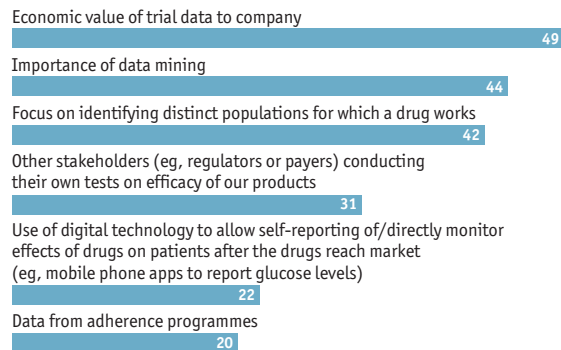 Economic value of trial data to company
49
Importance of data mining
44
Focus on identifying distinct populations for which a drug works
42
Other stakeholders (eg, regulators or payers) conducting
their own tests on efficacy of our products
31
Use of digital technology to allow self-reporting of/directly monitor
effects of drugs on patients after the drugs reach market
(eg, mobile phone apps to report glucose levels)
22
Data from adherence programmes
20